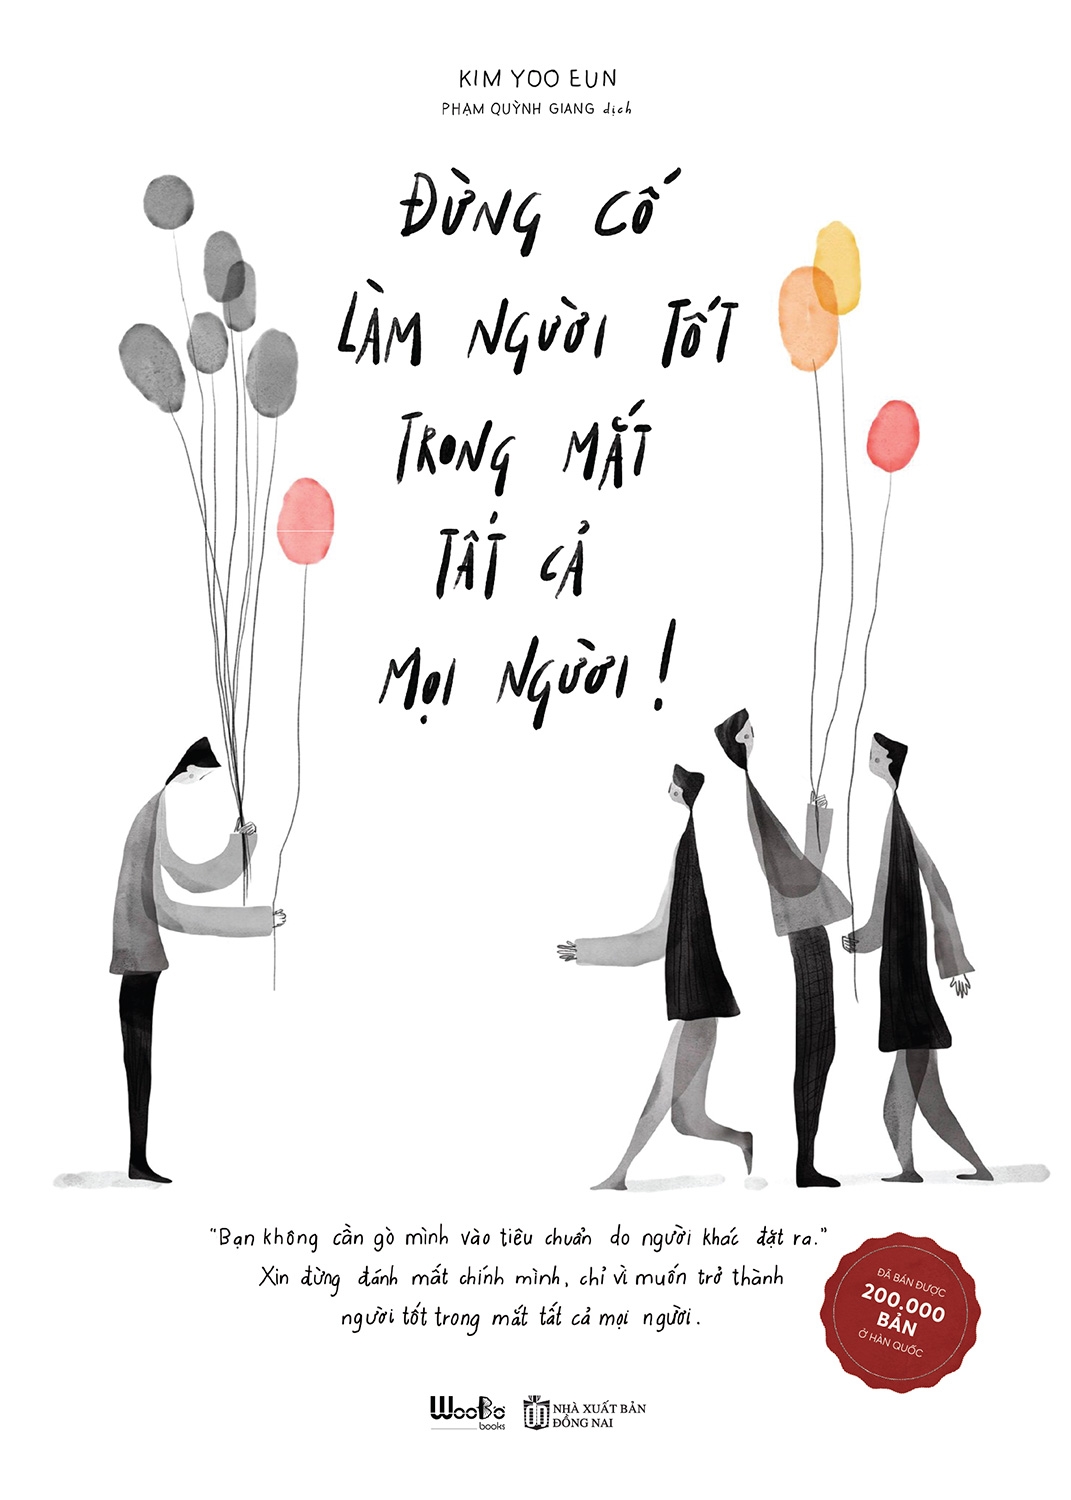 KIM YOO EUN
PHẠM QUỲNH GIANG dịch
ĐỪNG CỐ
LÀM NGƯỜI TỐT
TRONG MẮT
TẤT CẢ
MỌI NGƯỜI!
"Bạn không cần gò mình vào tiêu chuẩn do người khác đặt ra."
Xin đừng đánh mất chính mình, chỉ vì muốn trở thành
người tốt trong mắt tất cả mọi người.
ĐÃ BÁN ĐƯỢC
200.000
BẢN
Ở HÀN QUỐC
WooBo
books
NHÀ XUẤT BẢN
ĐỒNG NAI